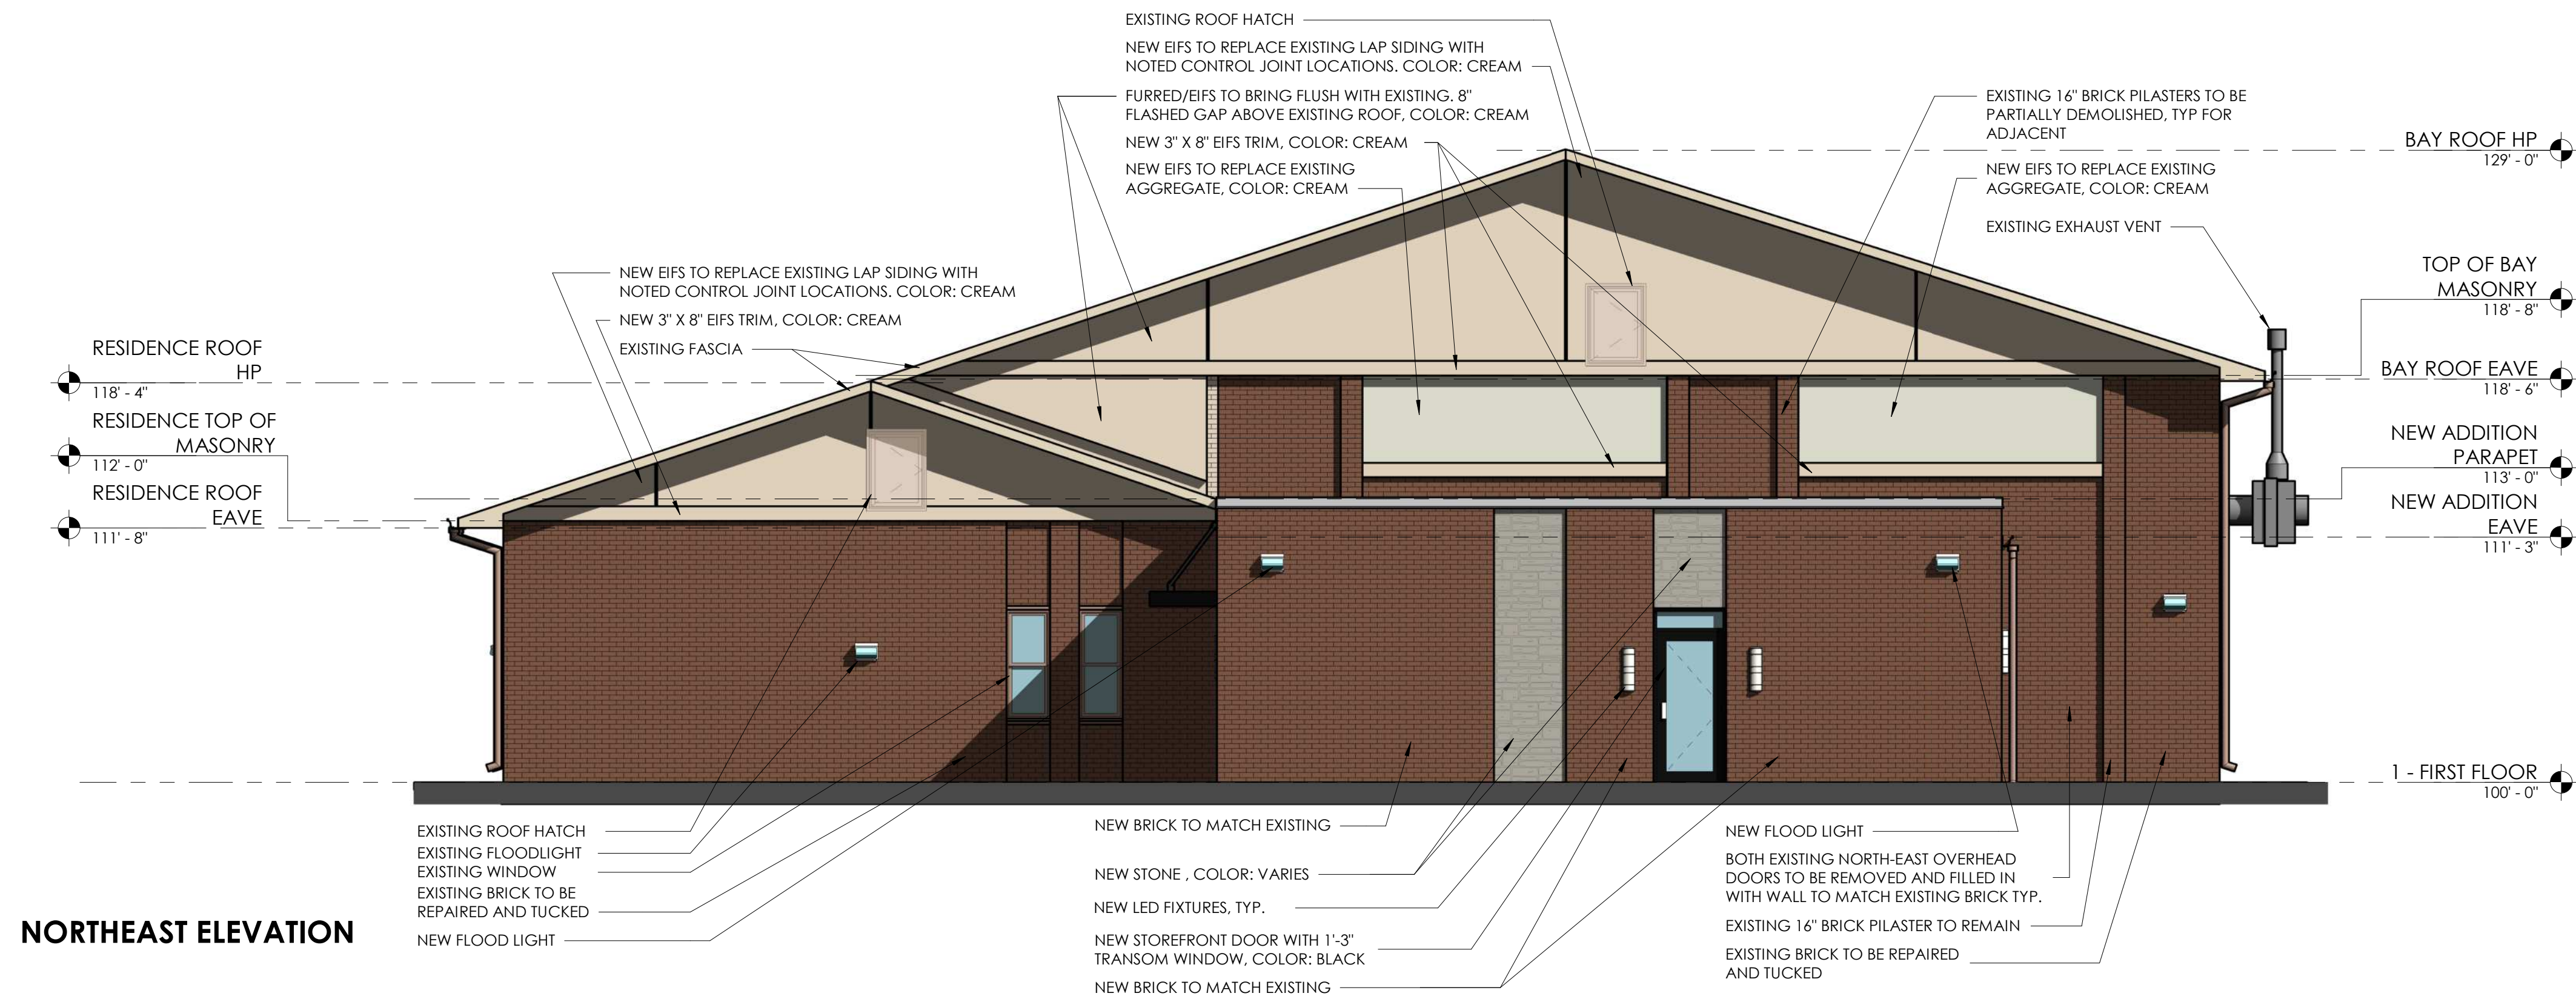 EXISTING ROOF HATCH
NEW EIFS TO REPLACE EXISTING LAP SIDING WITH
NOTED CONTROL JOINT LOCATIONS. COLOR: CREAM
FURRED/EIFS TO BRING FLUSH WITH EXISTING. 8"
FLASHED GAP ABOVE EXISTING ROOF, COLOR: CREAM
NEW 3" X 8" EIFS TRIM, COLOR: CREAM
NEW EIFS TO REPLACE EXISTING
AGGREGATE, COLOR: CREAM
EXISTING 16" BRICK PILASTERS TO BE
PARTIALLY DEMOLISHED, TYP FOR
ADJACENT
NEW EIFS TO REPLACE EXISTING
AGGREGATE, COLOR: CREAM
EXISTING EXHAUST VENT
BAY ROOF HP
129' - 0"
TOP OF BAY
MASONRY
118' - 8"
BAY ROOF EAVE
118' - 6"
NEW ADDITION
PARAPET
113' - 0"
NEW ADDITION
EAVE
111' - 3"
1 - FIRST FLOOR
100' - 0"
NEW EIFS TO REPLACE EXISTING LAP SIDING WITH
NOTED CONTROL JOINT LOCATIONS. COLOR: CREAM
NEW 3" X 8" EIFS TRIM, COLOR: CREAM
EXISTING FASCIA
RESIDENCE ROOF
HP
118' - 4"
RESIDENCE TOP OF
MASONRY
112' - 0"
RESIDENCE ROOF
EAVE
111' - 8"
EXISTING ROOF HATCH
EXISTING FLOODLIGHT
EXISTING WINDOW
EXISTING BRICK TO BE
REPAIRED AND TUCKED
NEW FLOOD LIGHT
NEW BRICK TO MATCH EXISTING
NEW STONE , COLOR: VARIES
NEW LED FIXTURES, TYP.
NEW STOREFRONT DOOR WITH 1'-3"
TRANSOM WINDOW, COLOR: BLACK
NEW BRICK TO MATCH EXISTING
NEW FLOOD LIGHT
BOTH EXISTING NORTH-EAST OVERHEAD
DOORS TO BE REMOVED AND FILLED IN
WITH WALL TO MATCH EXISTING BRICK TYP.
EXISTING 16" BRICK PILASTER TO REMAIN
EXISTING BRICK TO BE REPAIRED
AND TUCKED
NORTHEAST ELEVATION